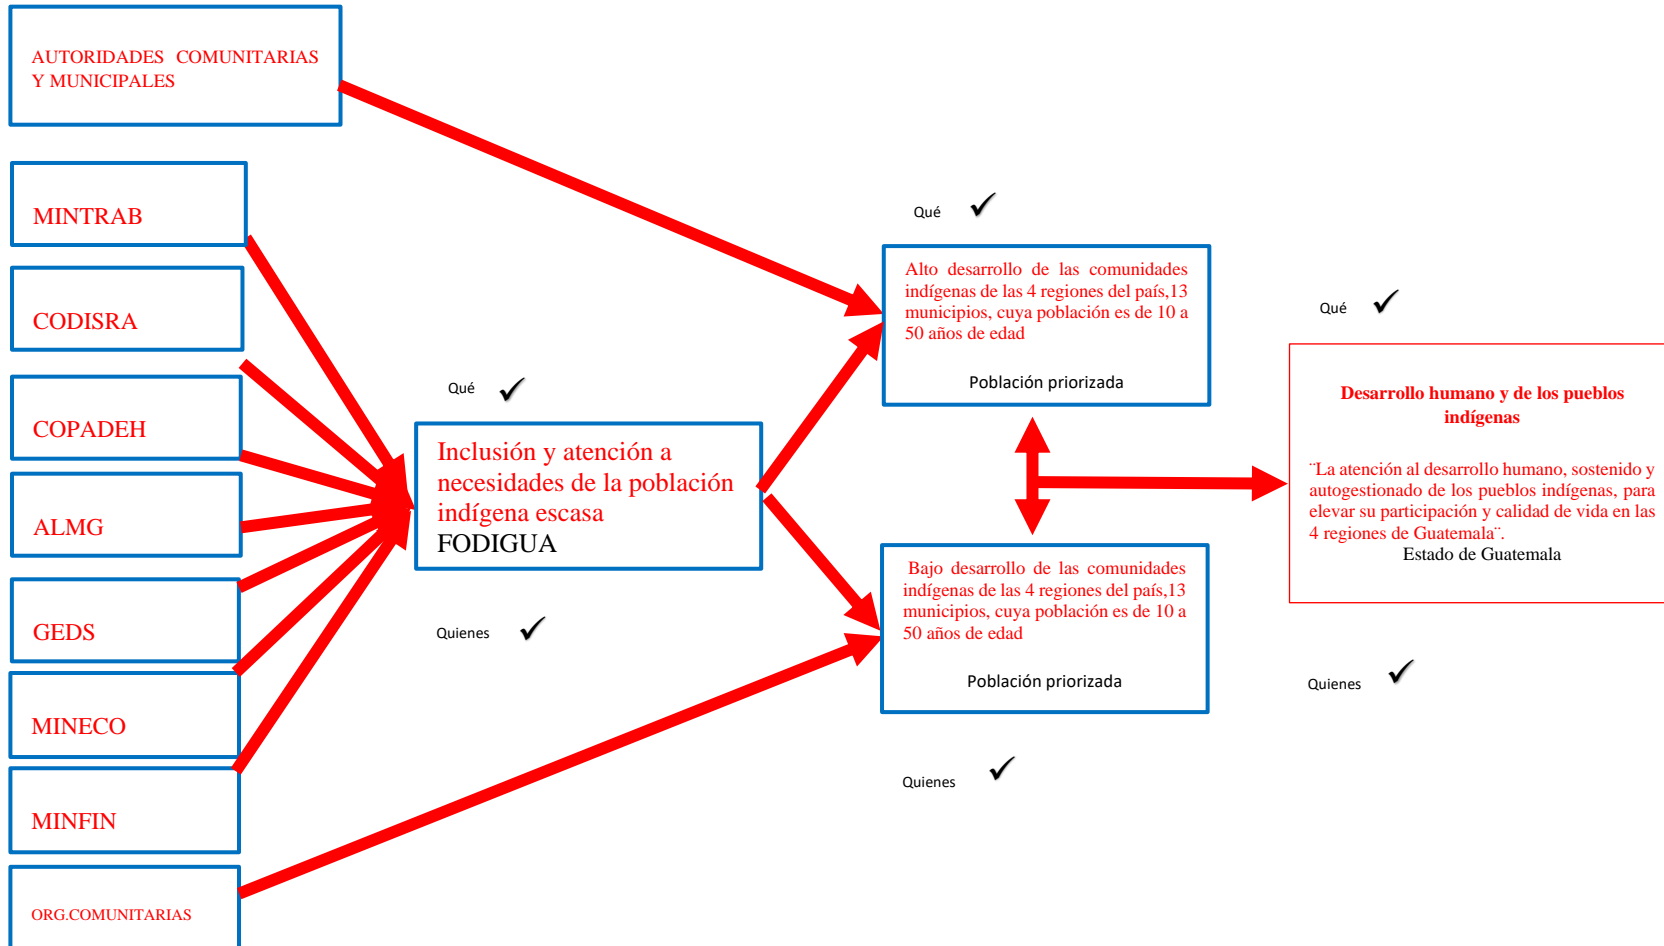 AUTORIDADES COMUNITARIAS
Y MUNICIPALES
MINTRAB
CODISRA
COPADEH
ALMG
GEDS
MINECO
MINFIN
ORG.COMUNITARIAS
Qué
Inclusión y atención a
necesidades de la población
indígena escasa
FODIGUA
Quienes
Qué
Alto desarrollo de las comunidades
indígenas de las 4 regiones del país,13
municipios, cuya población es de 10 a
50 años de edad
Población priorizada
Bajo desarrollo de las comunidades
indígenas de las 4 regiones del país,13
municipios, cuya población es de 10 a
50 años de edad
Población priorizada
Quienes
Qué
Desarrollo humano y de los pueblos
indígenas
¨La atención al desarrollo humano, sostenido y
autogestionado de los pueblos indígenas, para
elevar su participación y calidad de vida en las
4 regiones de Guatemala¨.
Estado de Guatemala
Quienes